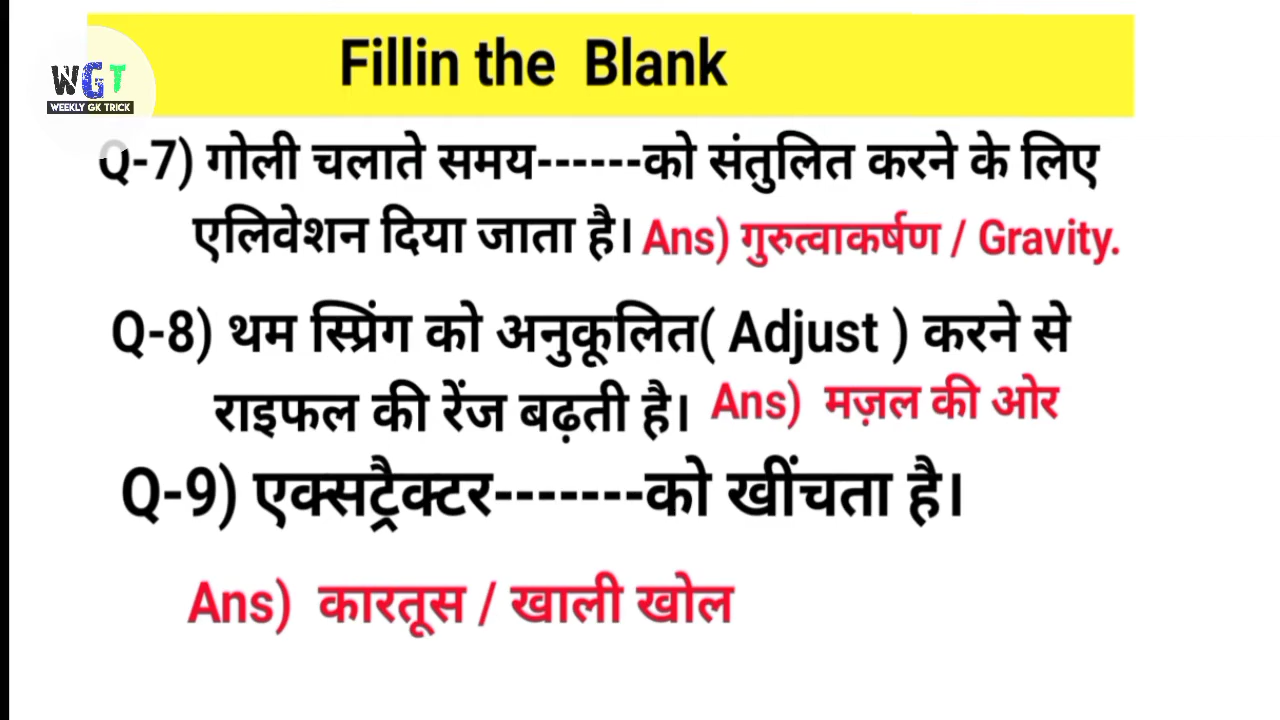 WGT
WEEKLY GK TRICK
Fillin the Blank
Q-7) गोली चलाते समय------को संतुलित करने के लिए
एलिवेशन दिया जाता है। Ans) गुरुत्वाकर्षण / Gravity.
Q-8) थम स्प्रिंग को अनुकूलित( Adjust ) करने से
राइफल की रेंज बढ़ती है। Ans) मज़ल की ओर
Q-9) एक्सट्रैक्टर-------को खींचता है।
Ans) कारतूस / खाली खोल